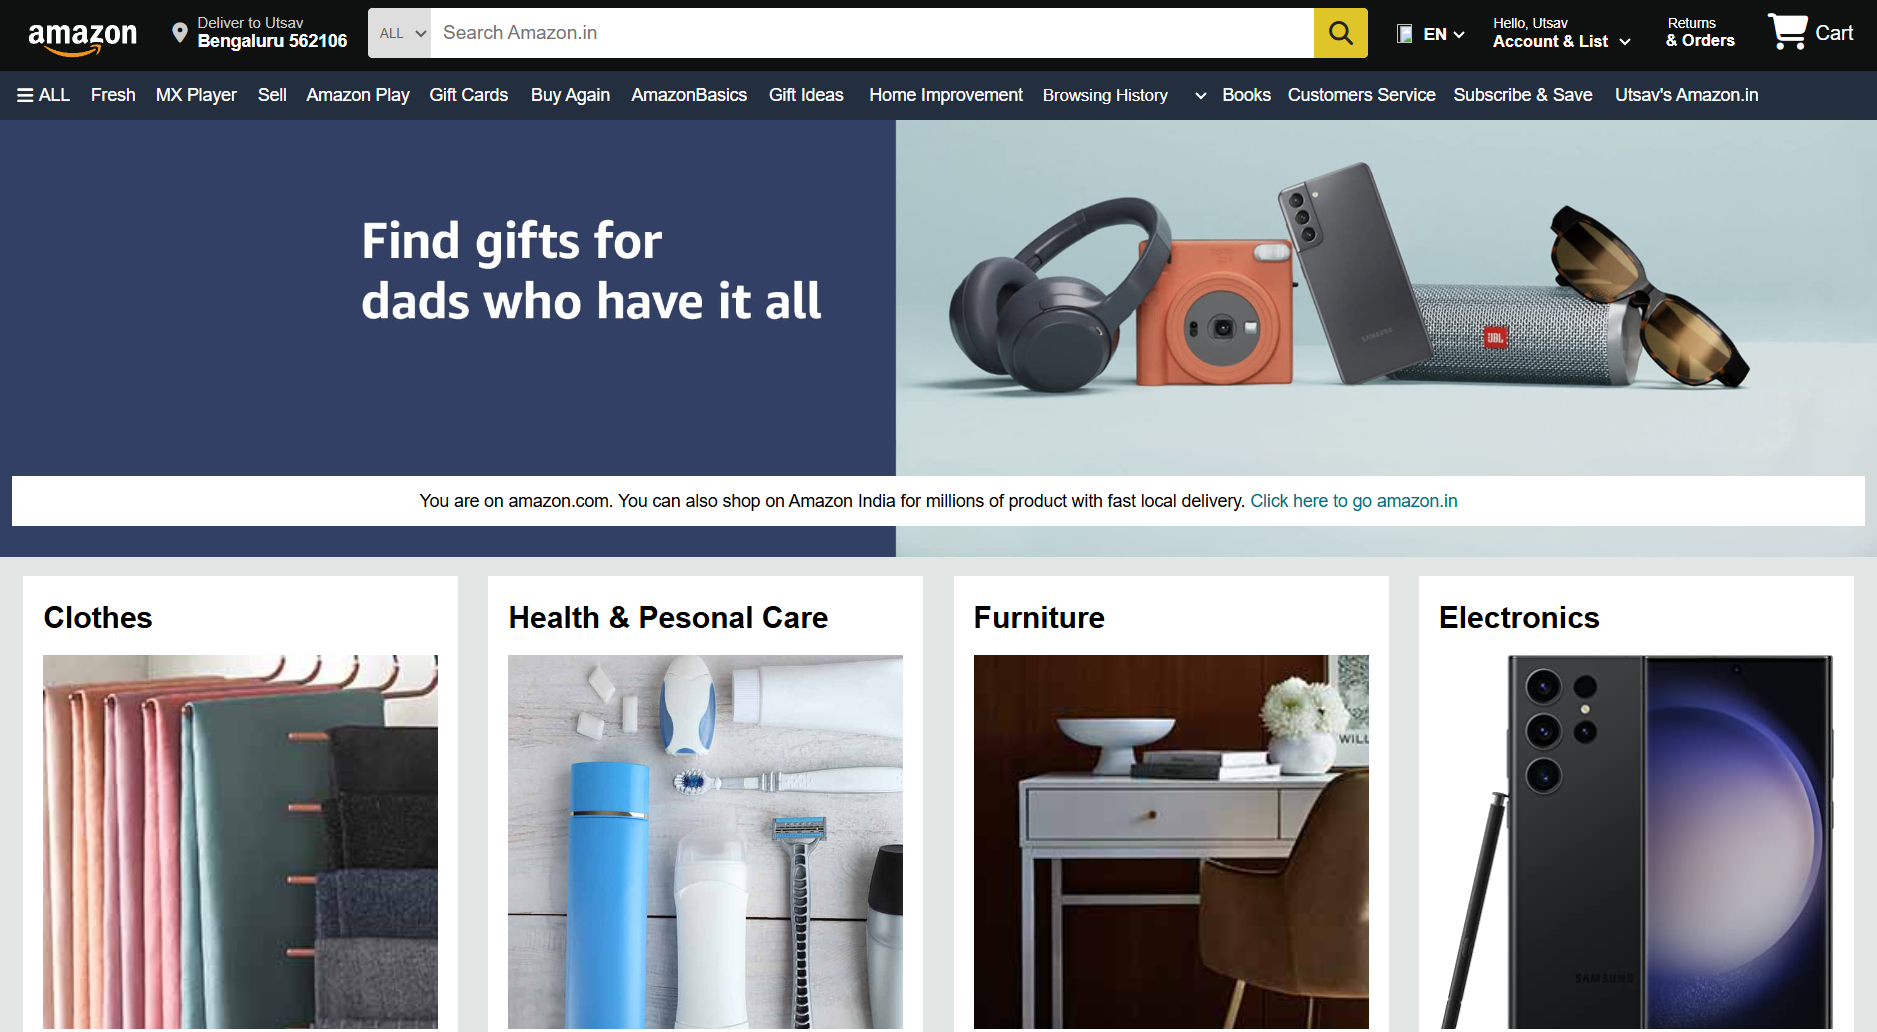 amazon
Deliver to Utsav
Bengaluru 562106
ALL
Search Amazon.in
EN
Hello, Utsav
Account & List
Returns
& Orders
Cart
ALL
Fresh
MX Player
Sell
Amazon Play
Gift Cards
Buy Again
AmazonBasics
Gift Ideas
Home Improvement
Browsing History
Books
Customers Service
Subscribe & Save
Utsav's Amazon.in
Find gifts for
dads who have it all
SAMSUNG
JBL
You are on amazon.com. You can also shop on Amazon India for millions of product with fast local delivery. Click here to go amazon.in
Clothes
Health & Pesonal Care
Furniture
Electronics
WILL
SAMSUNG